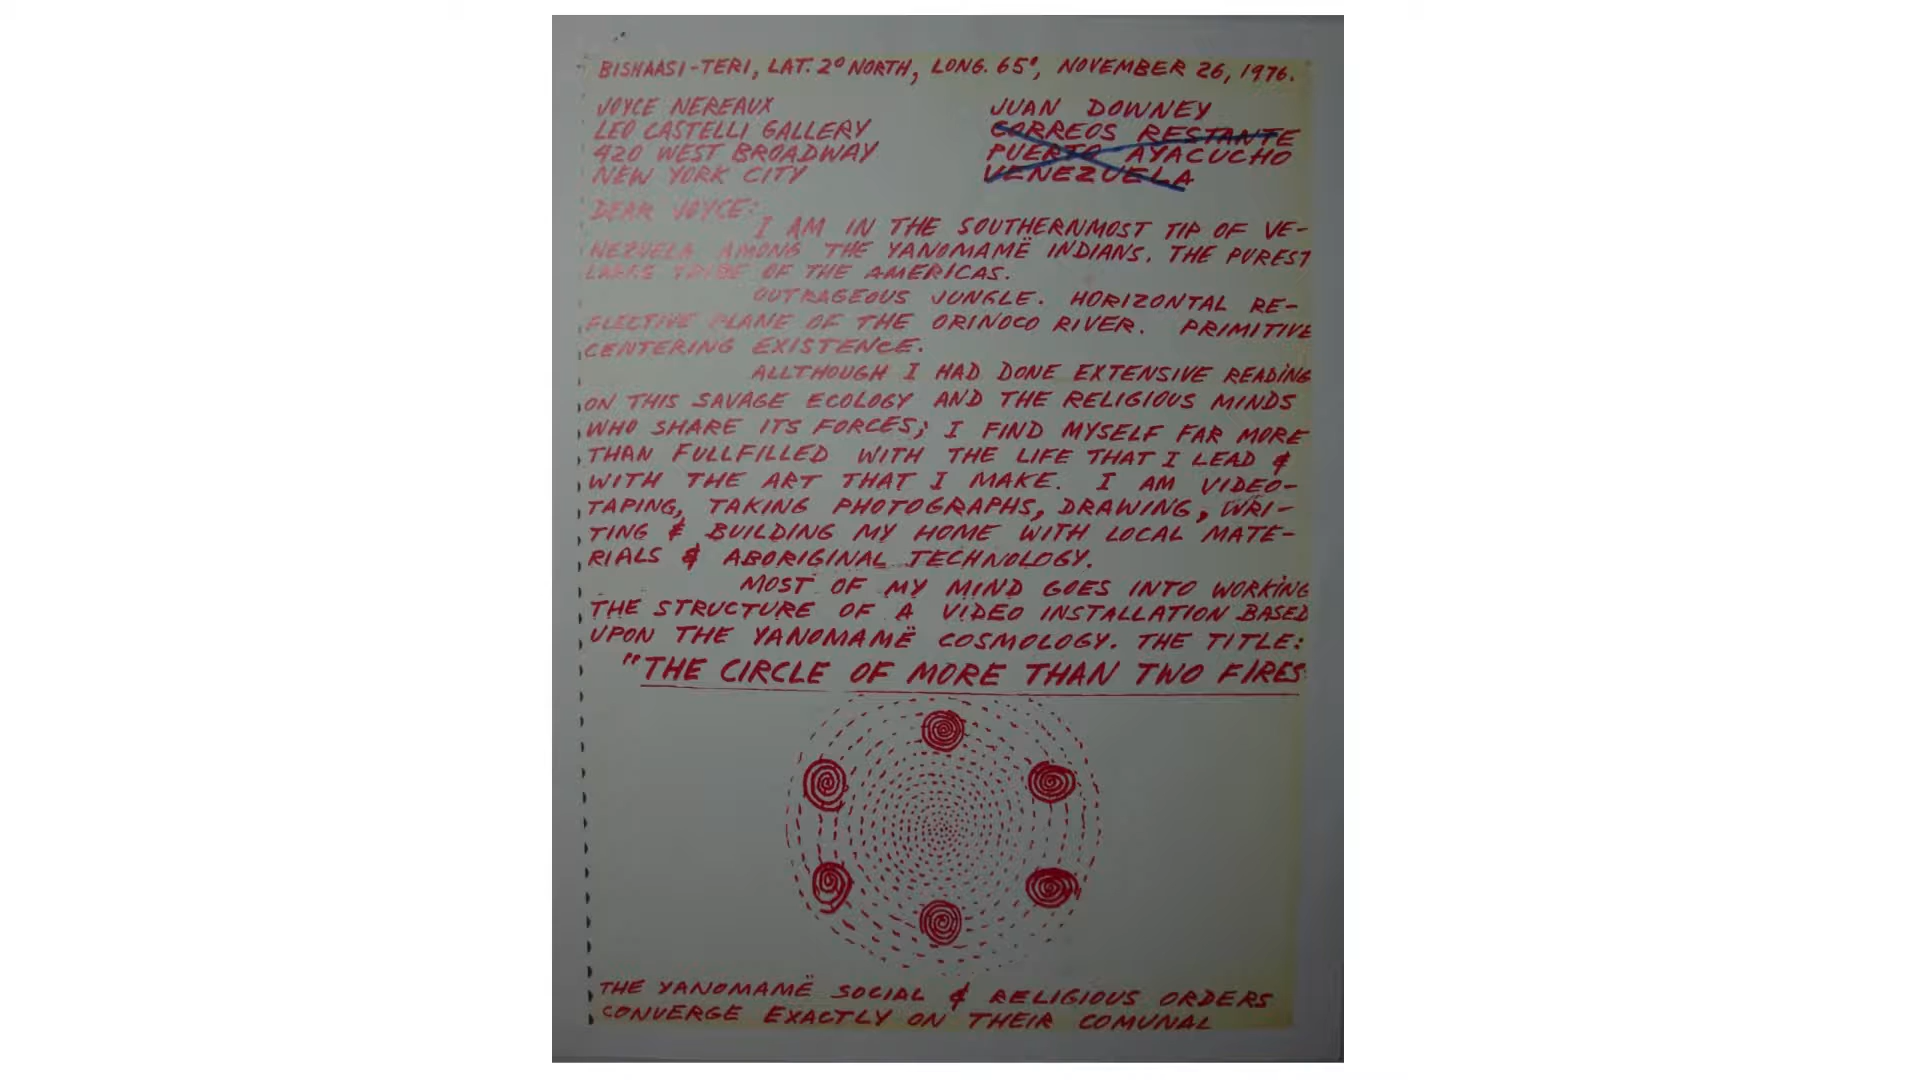 BISHAASI-TERI, LAT. 2° NORTH, LONG. 65°, NOVEMBER 26, 1976.
JOYCE NEREAUX
LEO CASTELLI GALLERY
420 WEST BROADWAY
NEW YORK CITY
JUAN DOWNEY
CORREOS RESTANTE
PUERTO AYACUCHO
VENEZUELA
DEAR JOYCE:
I AM IN THE SOUTHERNMOST TIP OF VE-
NEZUELA AMONG THE YANOMAMË INDIANS. THE PUREST
LARGE TRIBE OF THE AMERICAS.
OUTRAGEOUS JUNGLE. HORIZONTAL RE-
FLECTIVE PLANE OF THE ORINOCO RIVER. PRIMITIVE
CENTERING EXISTENCE.
ALLTHOUGH I HAD DONE EXTENSIVE READING
ON THIS SAVAGE ECOLOGY AND THE RELIGIOUS MINDS
WHO SHARE ITS FORCES; I FIND MYSELF FAR MORE
THAN FULLFILLED WITH THE LIFE THAT I LEAD &
WITH THE ART THAT I MAKE. I AM VIDEO-
TAPING, TAKING PHOTOGRAPHS, DRAWING, WRI-
TING & BUILDING MY HOME WITH LOCAL MATE-
RIALS & ABORIGINAL TECHNOLOGY.
MOST OF MY MIND GOES INTO WORKING
THE STRUCTURE OF A VIDEO INSTALLATION BASED
UPON THE YANOMAMË COSMOLOGY. THE TITLE:
"THE CIRCLE OF MORE THAN TWO FIRES
THE YANOMAMË SOCIAL & RELIGIOUS ORDERS
CONVERGE EXACTLY ON THEIR COMUNAL